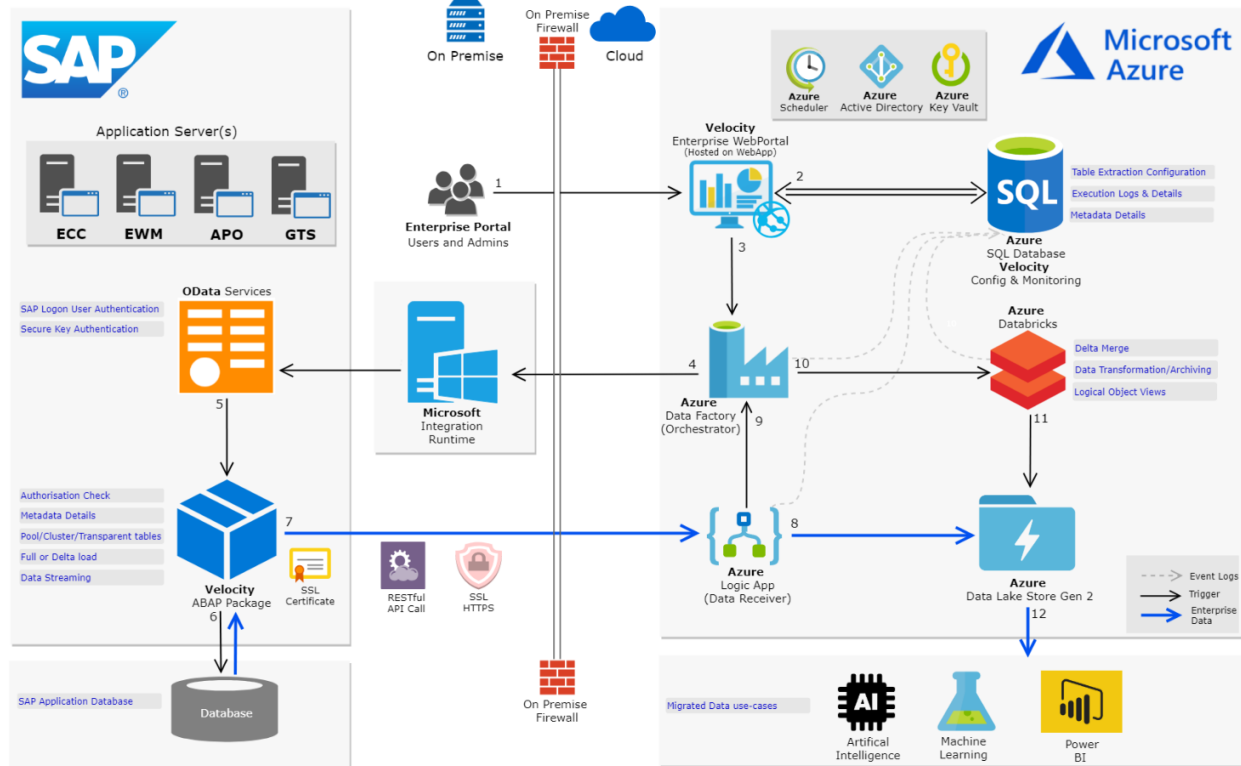 SAP
®
On Premise
On Premise
Firewall
Cloud
Microsoft
Azure
Azure
Scheduler
Azure
Active Directory
Azure
Key Vault
Application Server(s)
ECC
EWM
APO
GTS
1
Enterprise Portal
Users and Admins
Velocity
Enterprise WebPortal
(Hosted on WebApp)
2
3
SQL
Azure
SQL Database
Velocity
Config & Monitoring
Table Extraction Configuration
Execution Logs & Details
Metadata Details
OData Services
SAP Logon User Authentication
Secure Key Authentication
5
Microsoft
Integration
Runtime
4
10
Azure
Data Factory
(Orchestrator)
9
Azure
Databricks
Delta Merge
Data Transformation/Archiving
Logical Object Views
11
Authorisation Check
Metadata Details
Pool/Cluster/Transparent tables
Full or Delta load
Data Streaming
7
Velocity
ABAP Package
6
SSL
Certificate
RESTful
API Call
SSL
HTTPS
8
Azure
Logic App
(Data Receiver)
Azure
Data Lake Store Gen 2
12
Event Logs
Trigger
Enterprise
Data
SAP Application Database
Database
On Premise
Firewall
Migrated Data use-cases
AI
Artifical
Intelligence
Machine
Learning
Power
BI